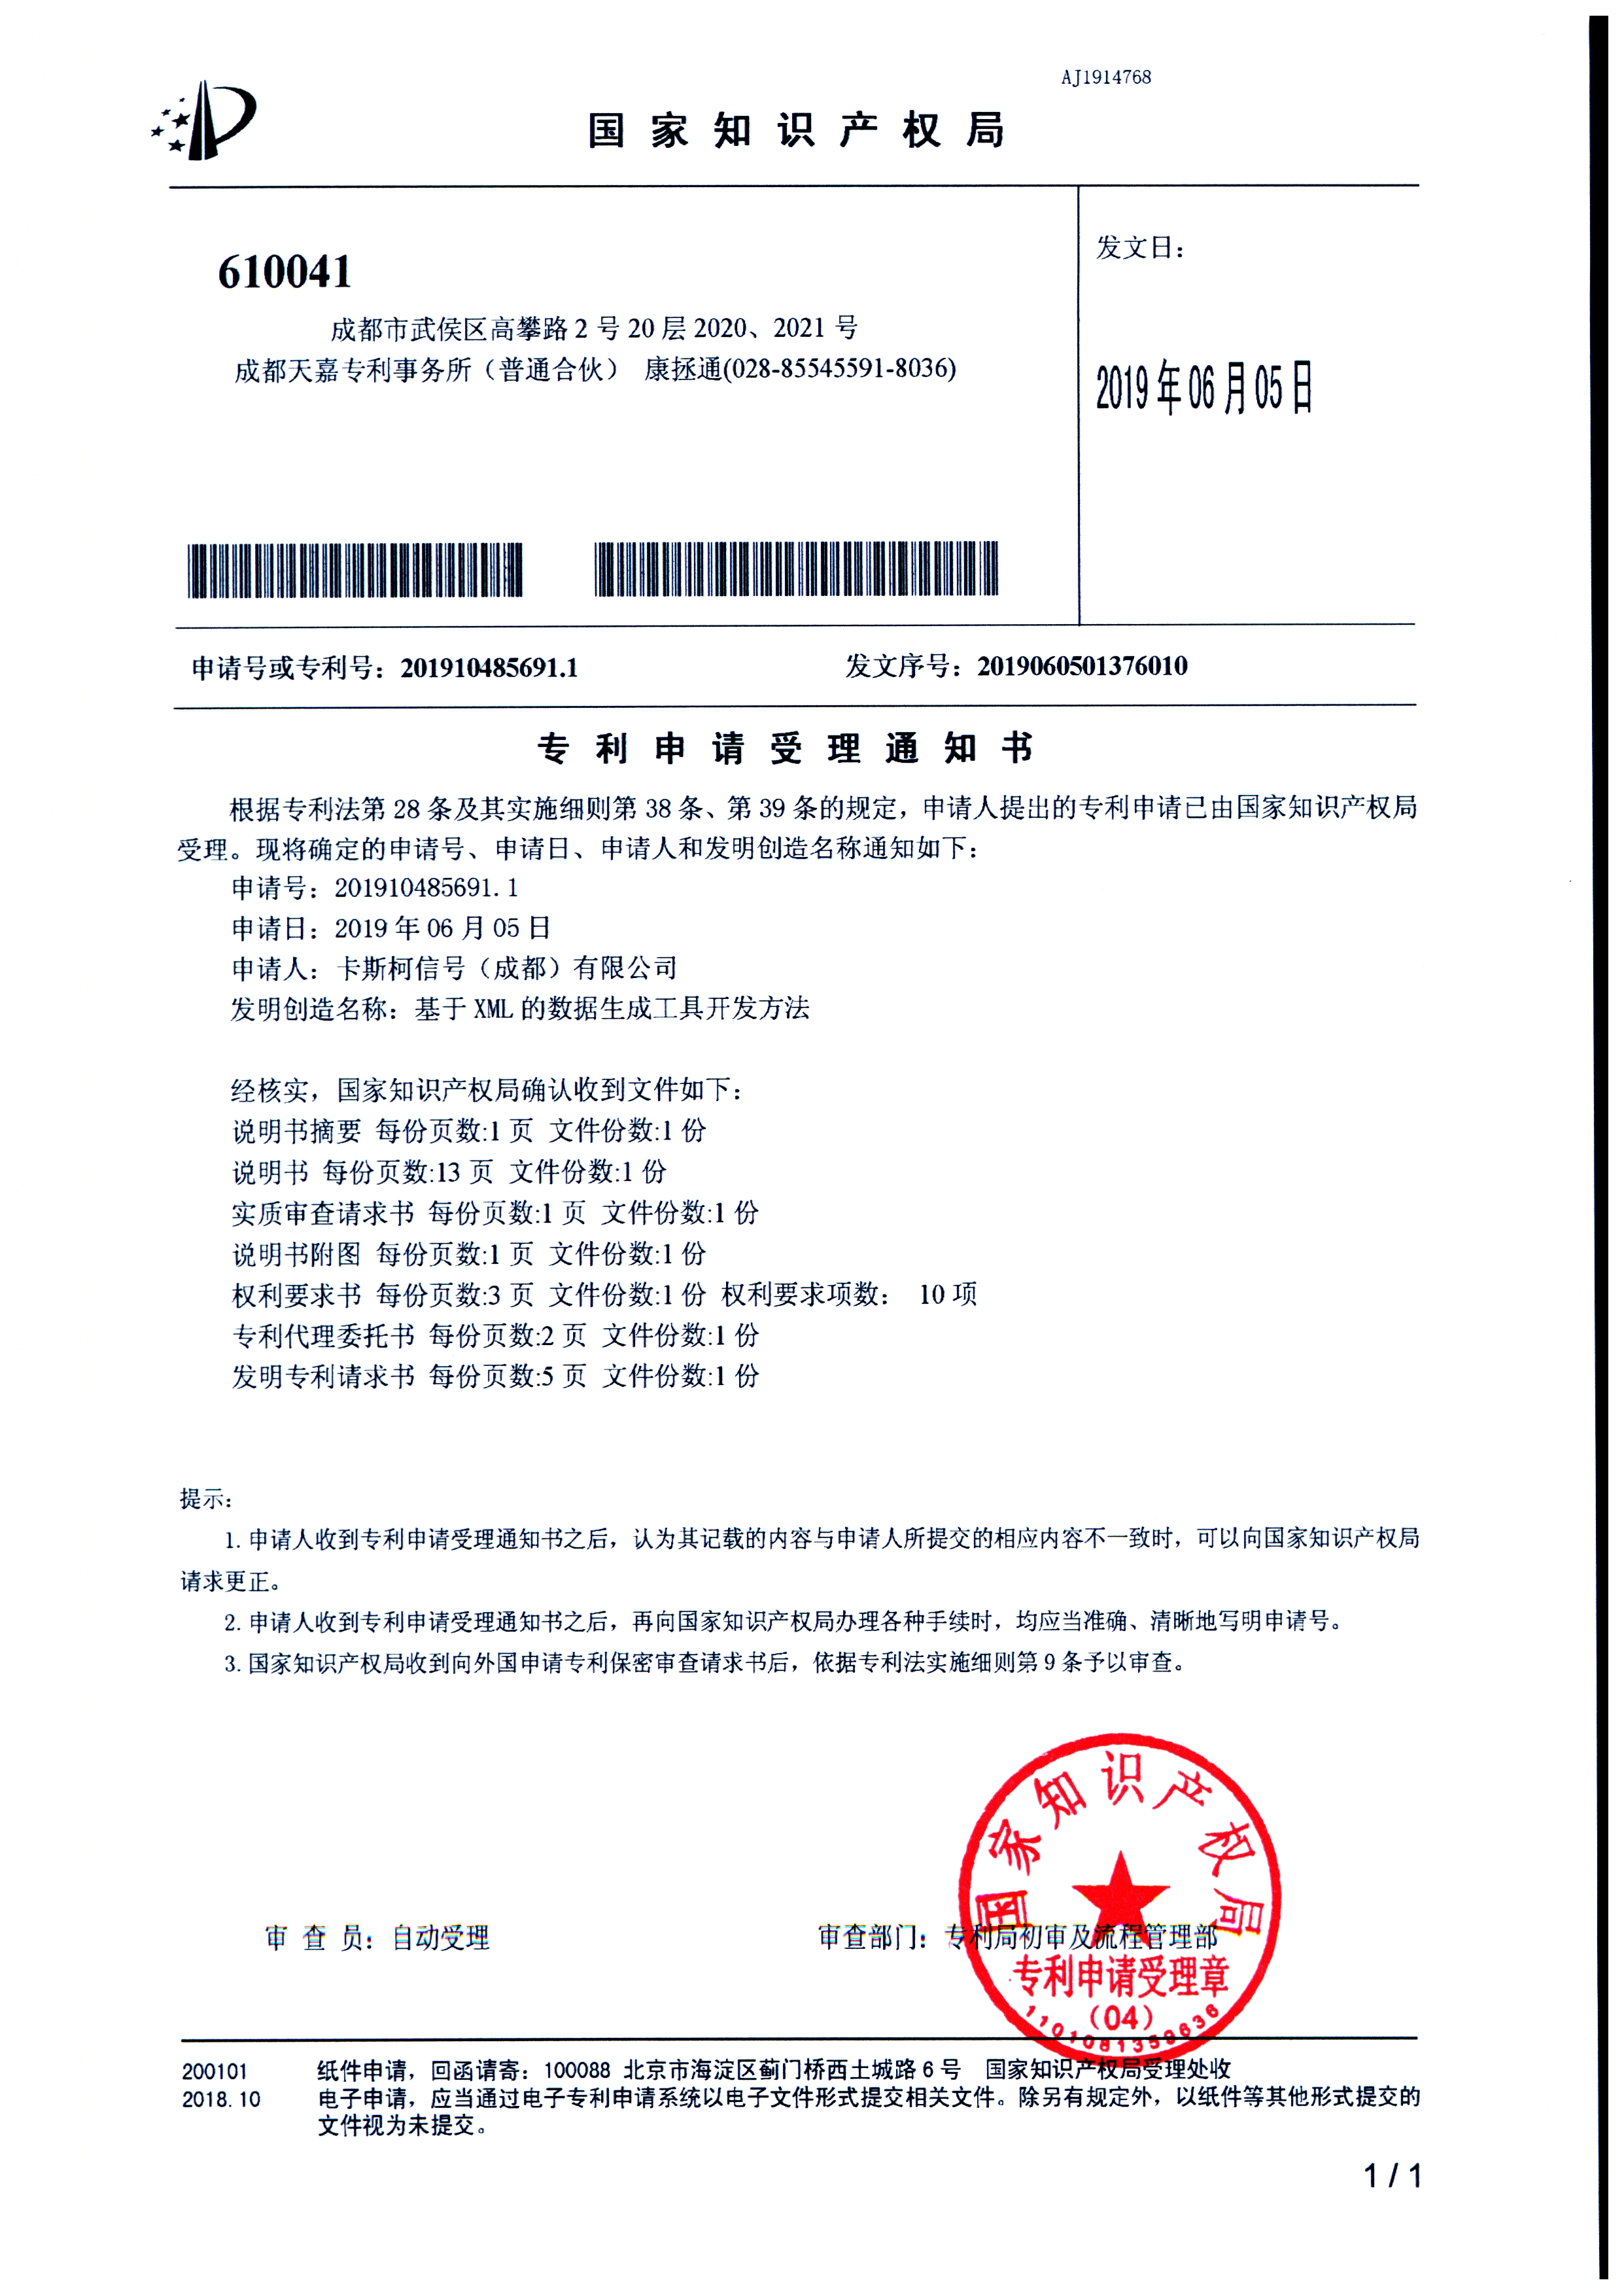 AJ1914768
国家知识产权局
610041
发文日：
成都市武侯区高攀路 2 号 20 层 2020、2021 号
成都天嘉专利事务所（普通合伙） 康拯通(028-85545591-8036)
2019 年 06 月 05 日
申请号或专利号：201910485691.1 发文序号：2019060501376010
专利申请受理通知书
根据专利法第 28 条及其实施细则第 38 条、第 39 条的规定，申请人提出的专利申请已由国家知识产权局
受理。现将确定的申请号、申请日、申请人和发明创造名称通知如下：
申请号：201910485691.1
申请日：2019 年 06 月 05 日
申请人：卡斯柯信号（成都）有限公司
发明创造名称：基于 XML 的数据生成工具开发方法
经核实，国家知识产权局确认收到文件如下：
说明书摘要 每份页数:1 页 文件份数:1 份
说明书 每份页数:13 页 文件份数:1 份
实质审查请求书 每份页数:1 页 文件份数:1 份
说明书附图 每份页数:1 页 文件份数:1 份
权利要求书 每份页数:3 页 文件份数:1 份 权利要求项数： 10 项
专利代理委托书 每份页数:2 页 文件份数:1 份
发明专利请求书 每份页数:5 页 文件份数:1 份
提示：
1. 申请人收到专利申请受理通知书之后，认为其记载的内容与申请人所提交的相应内容不一致时，可以向国家知识产权局
请求更正。
2. 申请人收到专利申请受理通知书之后，再向国家知识产权局办理各种手续时，均应当准确、清晰地写明申请号。
3. 国家知识产权局收到向外国申请专利保密审查请求书后，依据专利法实施细则第 9 条予以审查。
国家知识产权局
审 查 员：自动受理 审查部门：专利局初审及流程管理部
专利申请受理章
（04）
1101081359636
200101 纸件申请，回函请寄：100088 北京市海淀区蓟门桥西土城路 6 号 国家知识产权局受理处收
2018.10 电子申请，应当通过电子专利申请系统以电子文件形式提交相关文件。除另有规定外，以纸件等其他形式提交的
文件视为未提交。
1 / 1